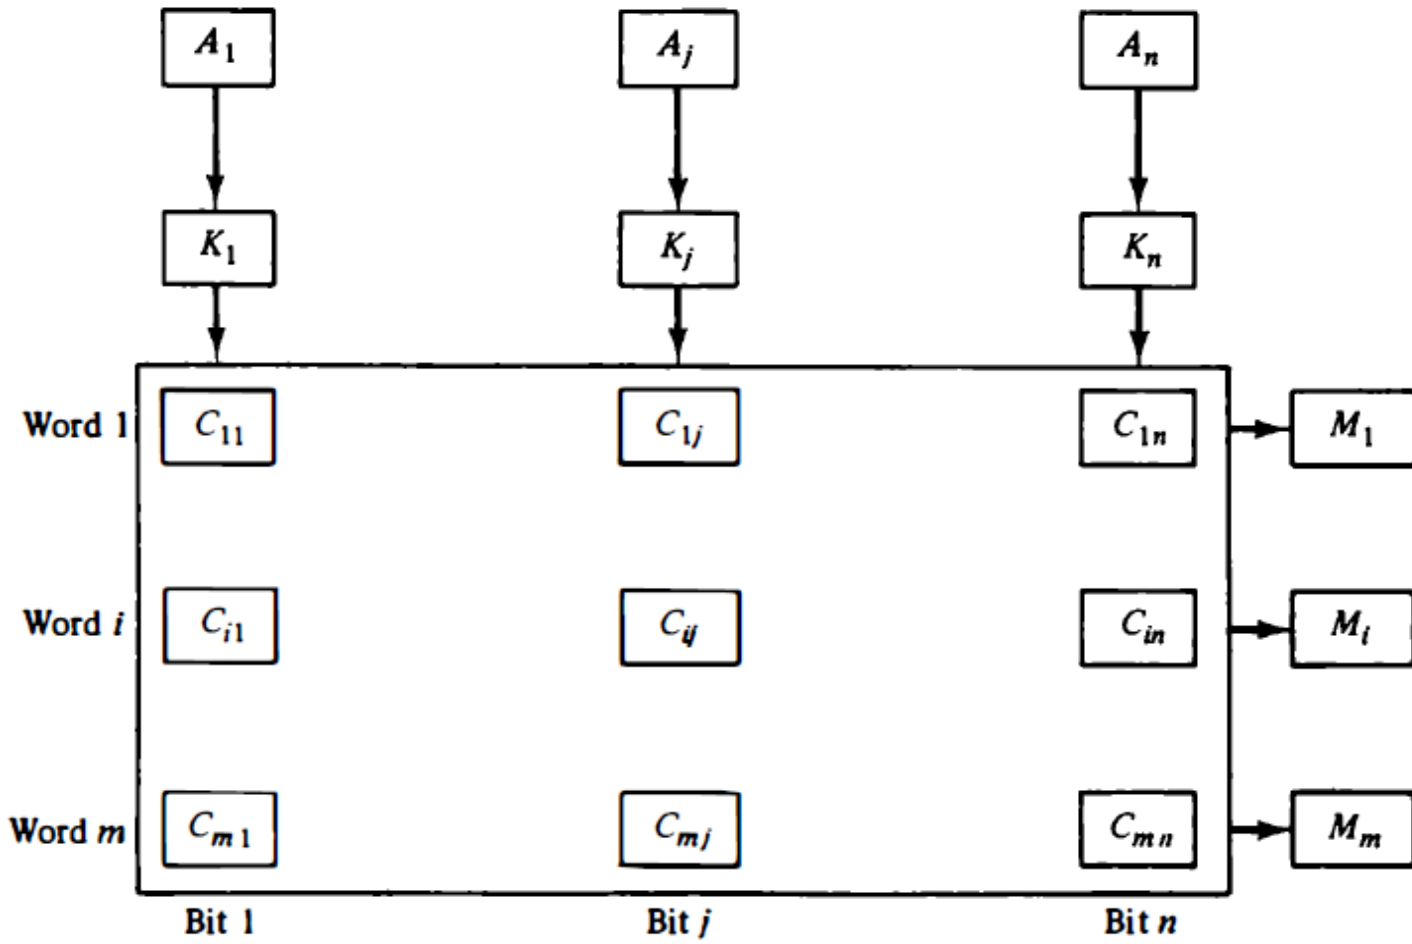 A₁ Aⱼ Aₙ
K₁ Kⱼ Kₙ
Word 1 C₁₁ C₁ⱼ C₁ₙ M₁
Word i Cᵢ₁ Cᵢⱼ Cᵢₙ Mᵢ
Word m Cₘ₁ Cₘⱼ Cₘₙ Mₘ
Bit 1 Bit j Bit n